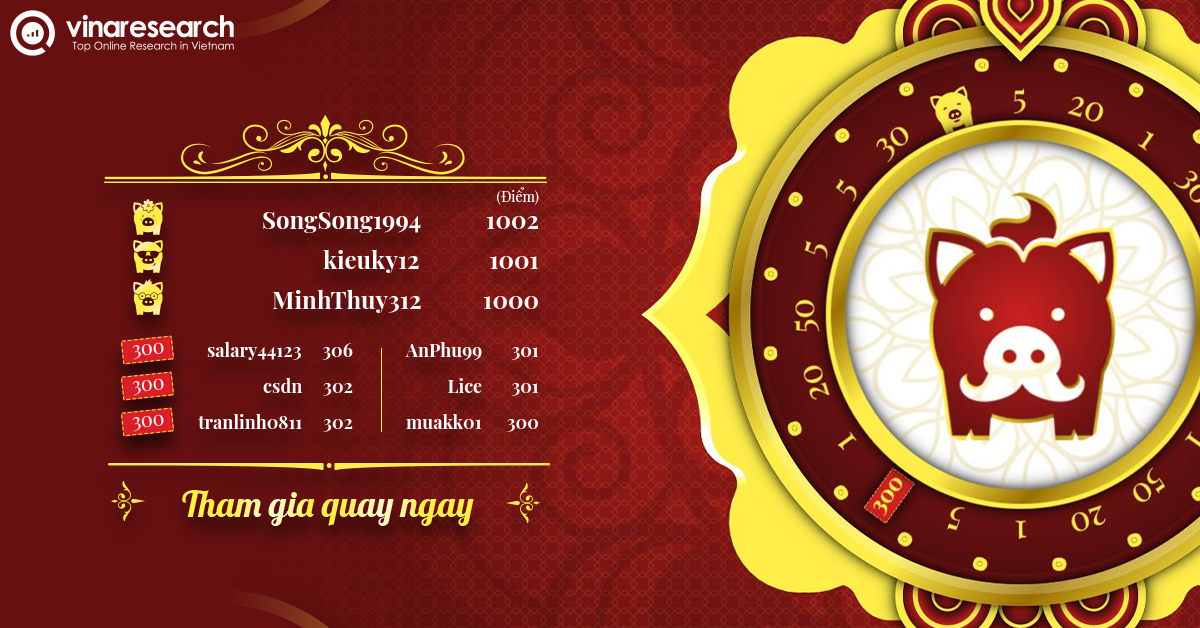 vinaresearch
Top Online Research in Vietnam
(Điểm)
SongSong1994 1002
kieuky12 1001
MinhThuy312 1000
300 salary44123 306 AnPhu99 301
300 csdn 302 Lice 301
300 tranlinh0811 302 muakk01 300
Tham gia quay ngay
5
20
1
30
1
50
20
1
5
300
1
20
50
5
5
30